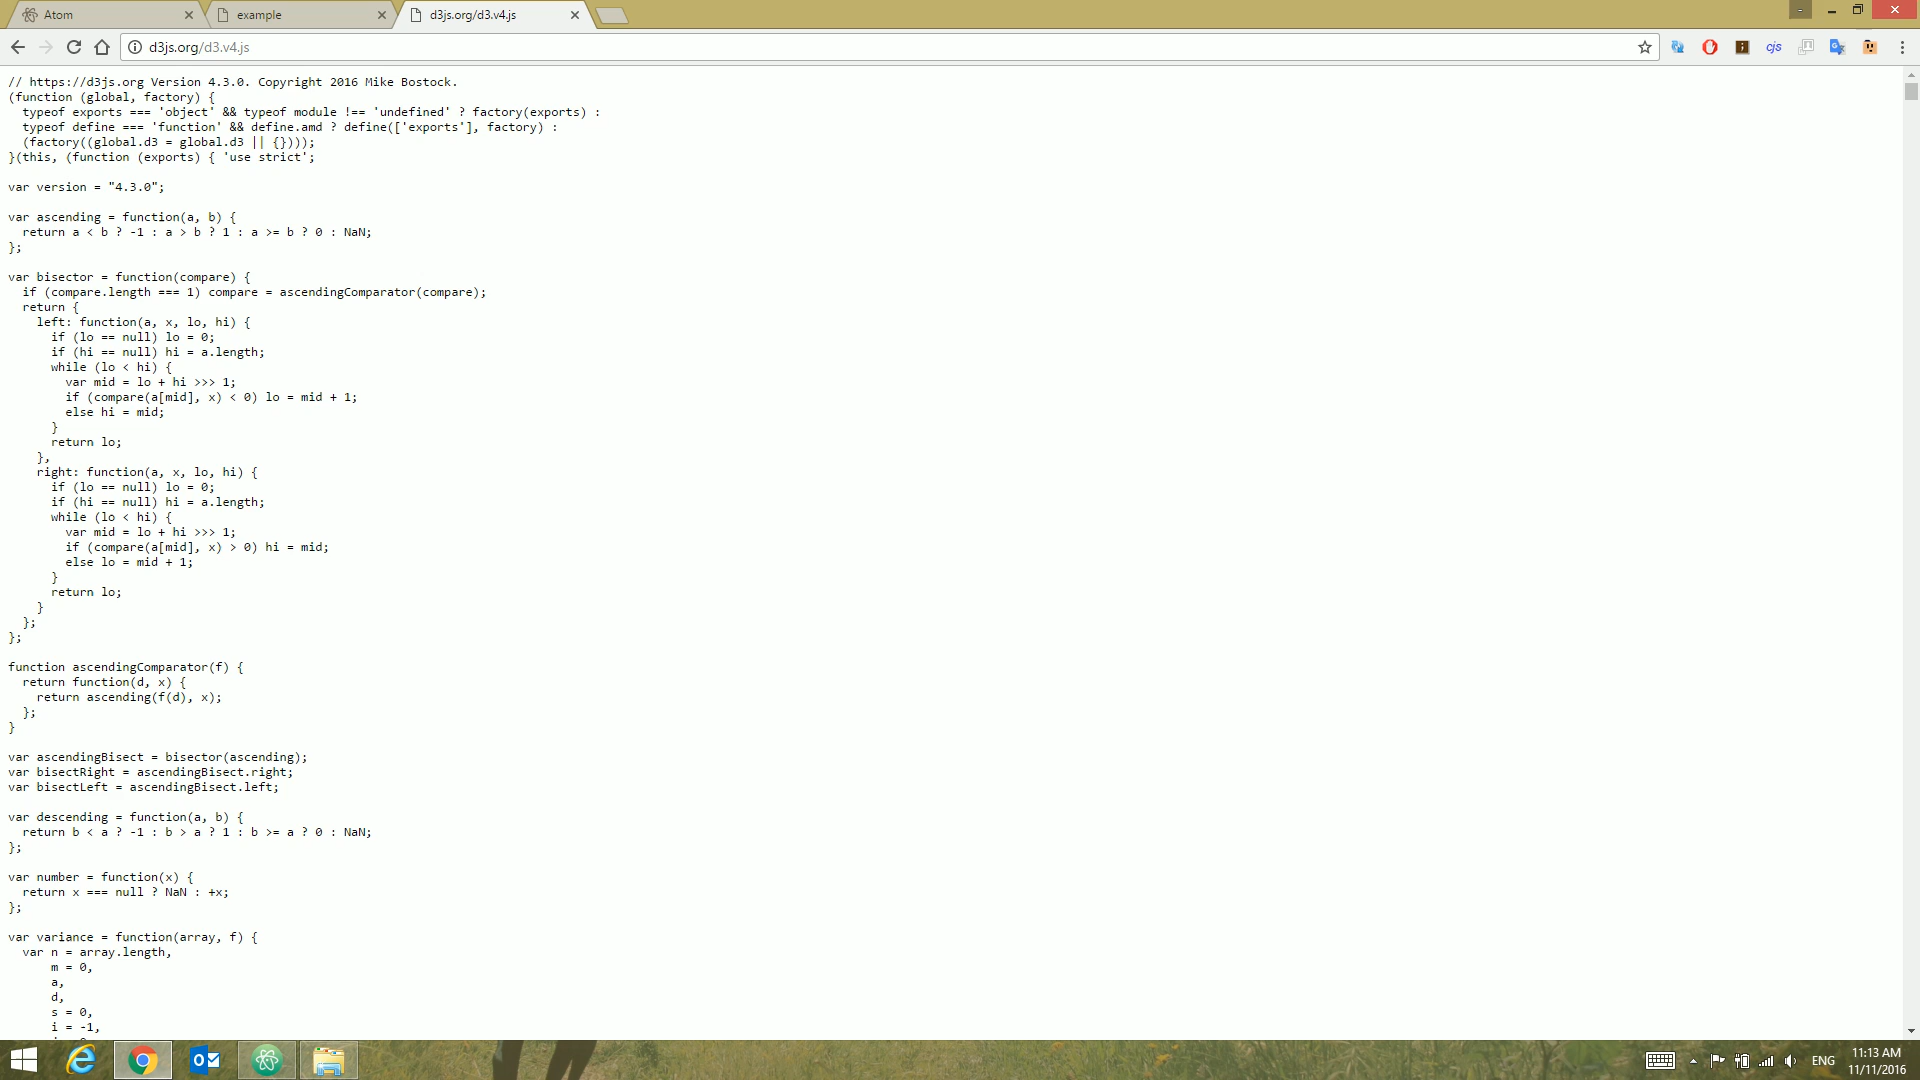 Atom
example
d3js.org/d3.v4.js
d3js.org/d3.v4.js
cjs
// https://d3js.org Version 4.3.0. Copyright 2016 Mike Bostock.
(function (global, factory) {
  typeof exports === 'object' && typeof module !== 'undefined' ? factory(exports) :
  typeof define === 'function' && define.amd ? define(['exports'], factory) :
  (factory((global.d3 = global.d3 || {})));
}(this, (function (exports) { 'use strict';

var version = "4.3.0";

var ascending = function(a, b) {
  return a < b ? -1 : a > b ? 1 : a >= b ? 0 : NaN;
};

var bisector = function(compare) {
  if (compare.length === 1) compare = ascendingComparator(compare);
  return {
    left: function(a, x, lo, hi) {
      if (lo == null) lo = 0;
      if (hi == null) hi = a.length;
      while (lo < hi) {
        var mid = lo + hi >>> 1;
        if (compare(a[mid], x) < 0) lo = mid + 1;
        else hi = mid;
      }
      return lo;
    },
    right: function(a, x, lo, hi) {
      if (lo == null) lo = 0;
      if (hi == null) hi = a.length;
      while (lo < hi) {
        var mid = lo + hi >>> 1;
        if (compare(a[mid], x) > 0) hi = mid;
        else lo = mid + 1;
      }
      return lo;
    }
  };
};

function ascendingComparator(f) {
  return function(d, x) {
    return ascending(f(d), x);
  };
}

var ascendingBisect = bisector(ascending);
var bisectRight = ascendingBisect.right;
var bisectLeft = ascendingBisect.left;

var descending = function(a, b) {
  return b < a ? -1 : b > a ? 1 : b >= a ? 0 : NaN;
};

var number = function(x) {
  return x === null ? NaN : +x;
};

var variance = function(array, f) {
  var n = array.length,
      m = 0,
      a,
      d,
      s = 0,
      i = -1,
ENG
11:13 AM
11/11/2016